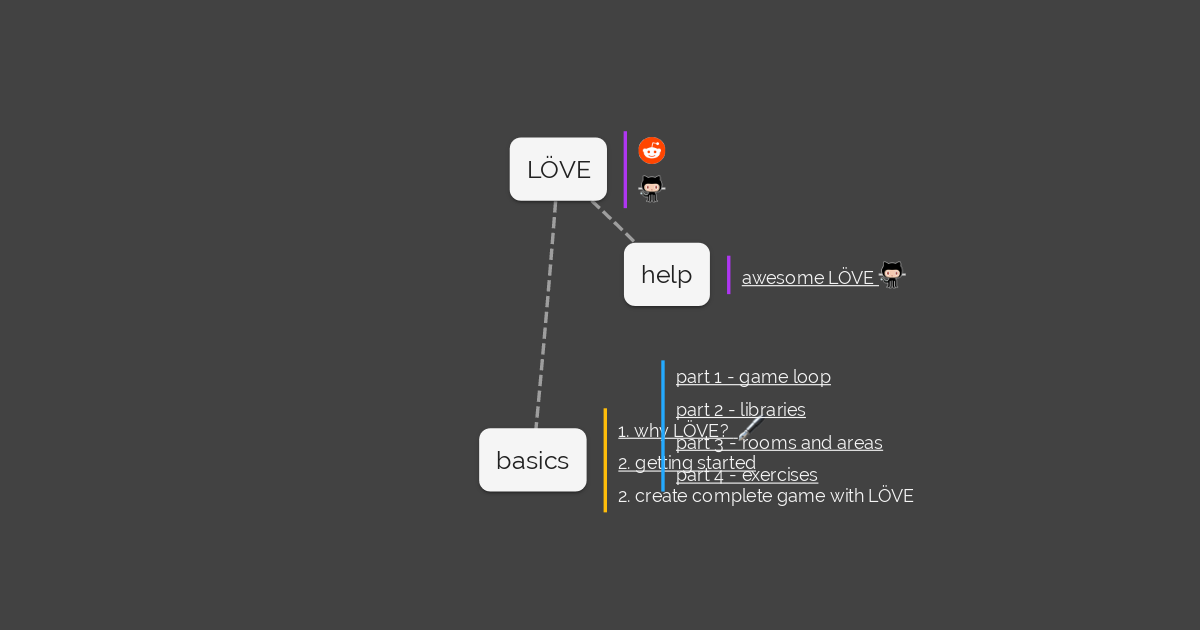 LÖVE
help
awesome LÖVE
part 1 - game loop
part 2 - libraries
1. why LÖVE?
part 3 - rooms and areas
basics
2. getting started
part 4 - exercises
2. create complete game with LÖVE